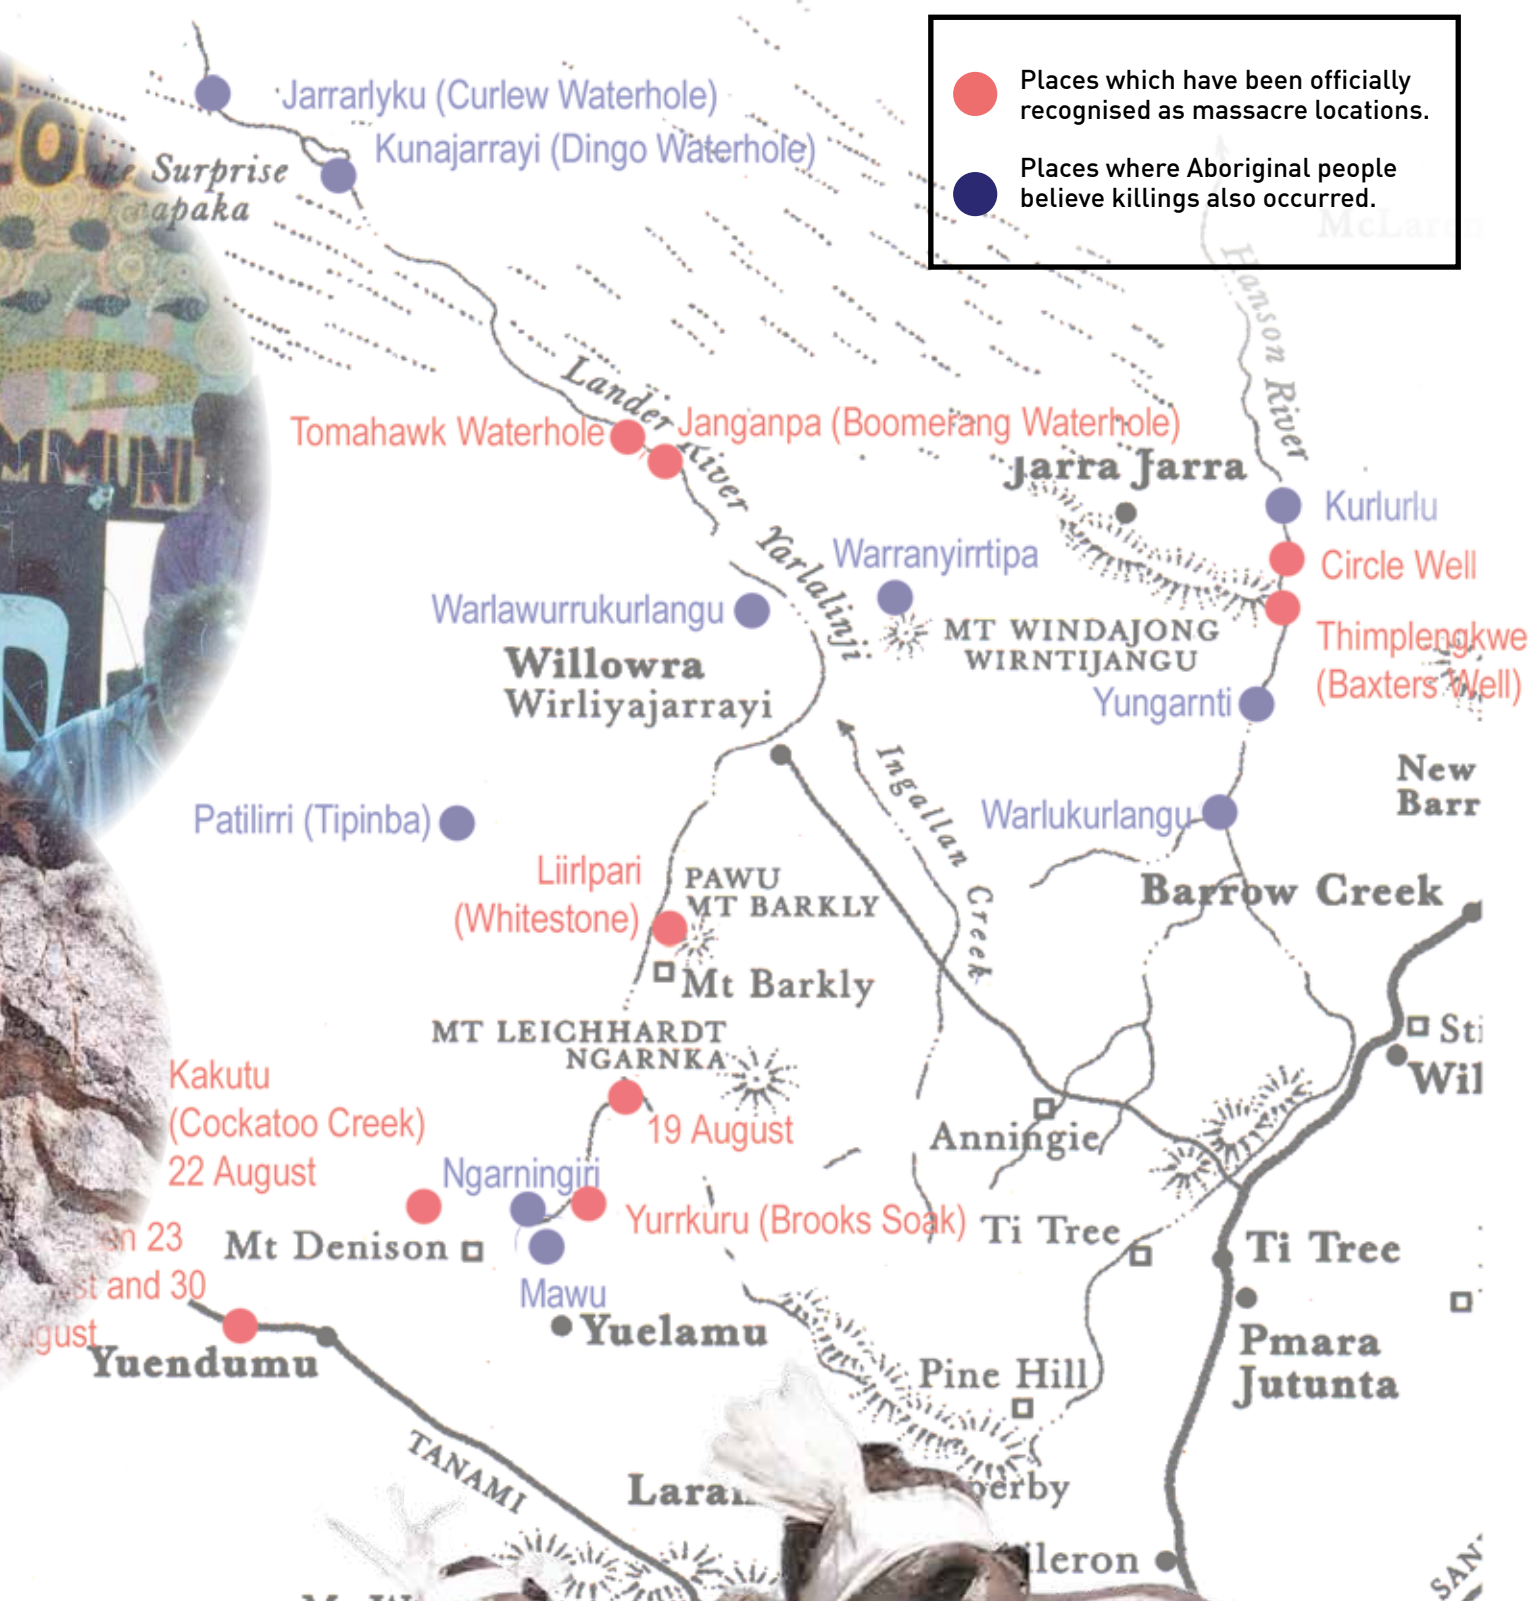 Places which have been officially
recognised as massacre locations.
Places where Aboriginal people
believe killings also occurred.
Jarrarlyku (Curlew Waterhole)
Kunajarrayi (Dingo Waterhole)
Surprise
Hanson River
Lander River Yarlalinji
Tomahawk Waterhole
Janganpa (Boomerang Waterhole)
Jarra Jarra
Kurlurlu
Circle Well
Warranyirrtipa
Warlawurrukurlangu
MT WINDAJONG
WIRNTIJANGU
Thimplengkwe
(Baxters Well)
Willowra
Wirliyajarrayi
Yungarnti
Ingallan Creek
New
Barr
Patilirri (Tipinba)
Warlukurlangu
Liirlpari
(Whitestone)
PAWU
MT BARKLY
Barrow Creek
Mt Barkly
MT LEICHHARDT
NGARNKA
Sti
Wil
Kakutu
(Cockatoo Creek)
22 August
19 August
Anningie
Ngarningiri
Yurrkuru (Brooks Soak)
Ti Tree
23
Mt Denison
Ti Tree
and 30
Mawu
Yuelamu
Yuendumu
Pmara
Jutunta
Pine Hill
TANAMI